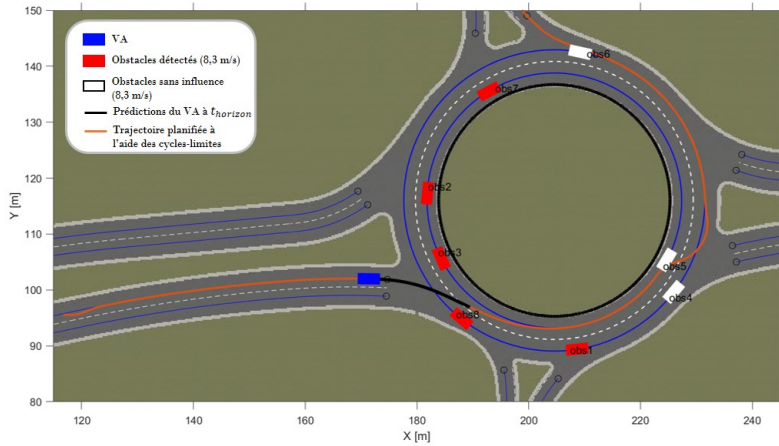 150
140
130
120
110
100
90
80
Y [m]
VA
Obstacles détectés (8,3 m/s)
Obstacles sans influence
(8,3 m/s)
Prédictions du VA à t_horizon
Trajectoire planifiée à
l'aide des cycles-limites
obs6
obs7
obs2
obs3
obs5
obs4
obs8
obs1
120 140 160 180 200 220 240
X [m]